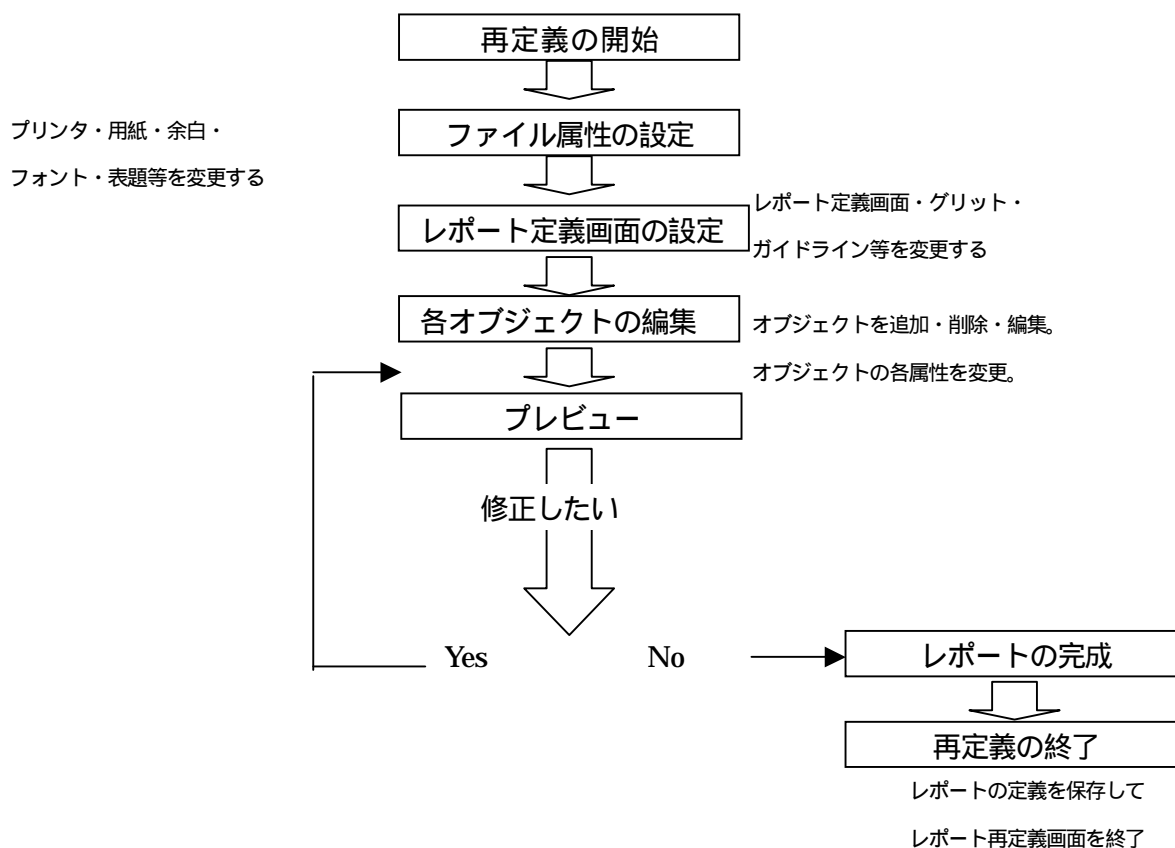 再定義の開始
ファイル属性の設定
プリンタ・用紙・余白・
フォント・表題等を変更する
レポート定義画面の設定
レポート定義画面・グリット・
ガイドライン等を変更する
各オブジェクトの編集
オブジェクトを追加・削除・編集。
オブジェクトの各属性を変更。
プレビュー
修正したい
Yes
No
レポートの完成
再定義の終了
レポートの定義を保存して
レポート再定義画面を終了